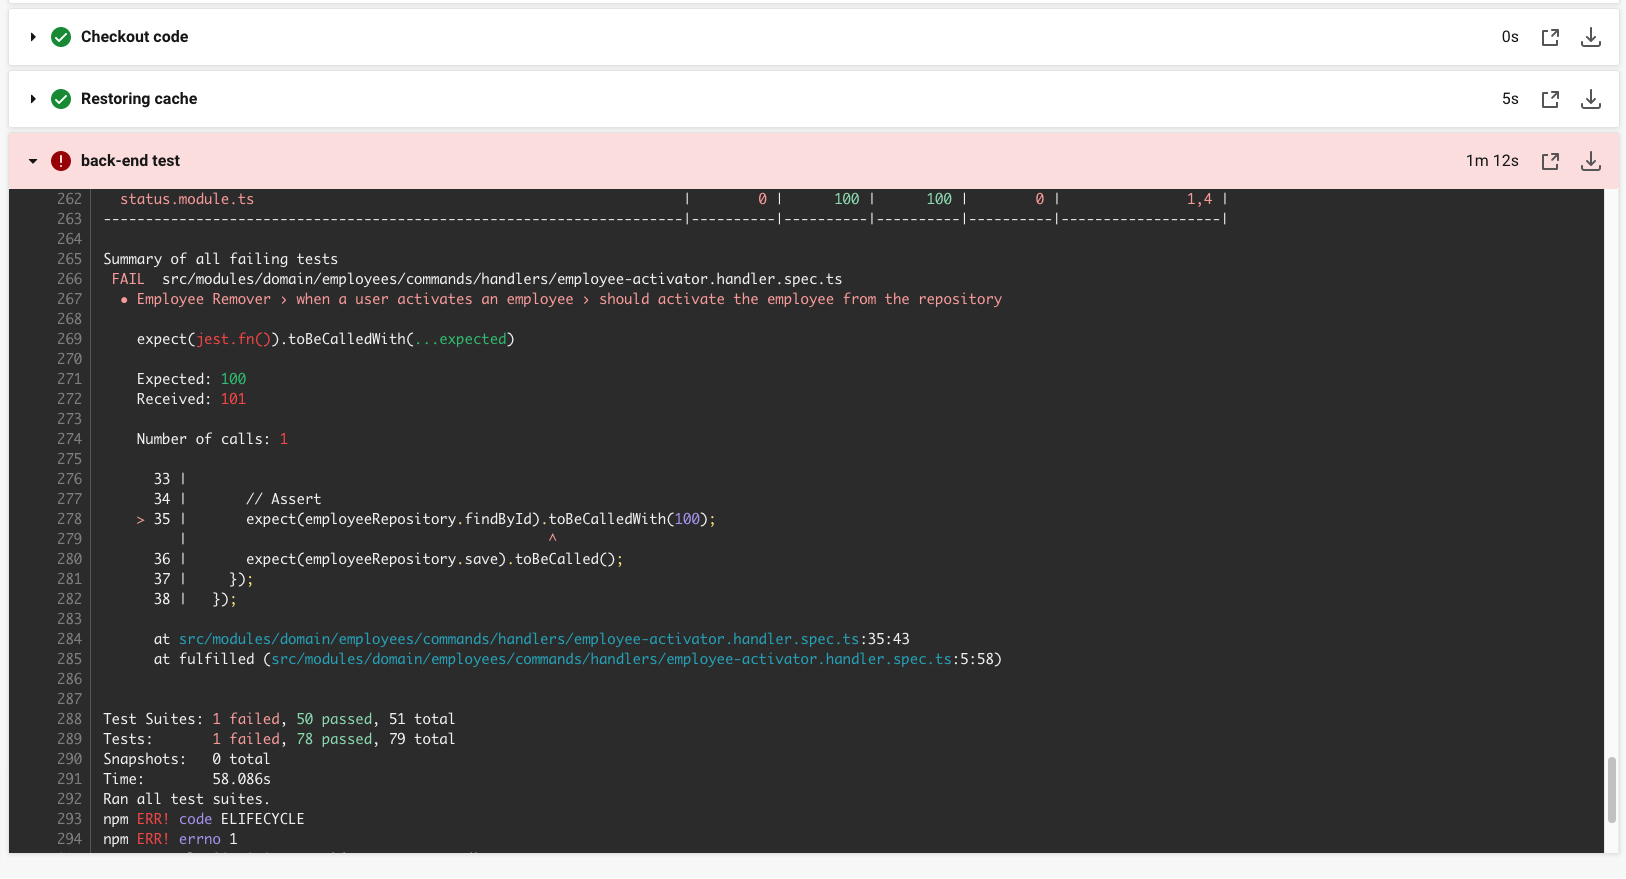 Checkout code 0s
Restoring cache 5s
back-end test 1m 12s
262 status.module.ts | 0 | 100 | 100 | 0 | 1,4 |
263 ---------------------------------------------------------------------|----------|----------|----------|----------|-------------------|
264
265 Summary of all failing tests
266 FAIL src/modules/domain/employees/commands/handlers/employee-activator.handler.spec.ts
267 ● Employee Remover › when a user activates an employee › should activate the employee from the repository
268
269 expect(jest.fn()).toBeCalledWith(...expected)
270
271 Expected: 100
272 Received: 101
273
274 Number of calls: 1
275
276 33 |
277 34 | // Assert
278 > 35 | expect(employeeRepository.findById).toBeCalledWith(100);
279 | ^
280 36 | expect(employeeRepository.save).toBeCalled();
281 37 | });
282 38 | });
283
284 at src/modules/domain/employees/commands/handlers/employee-activator.handler.spec.ts:35:43
285 at fulfilled (src/modules/domain/employees/commands/handlers/employee-activator.handler.spec.ts:5:58)
286
287
288 Test Suites: 1 failed, 50 passed, 51 total
289 Tests: 1 failed, 78 passed, 79 total
290 Snapshots: 0 total
291 Time: 58.086s
292 Ran all test suites.
293 npm ERR! code ELIFECYCLE
294 npm ERR! errno 1